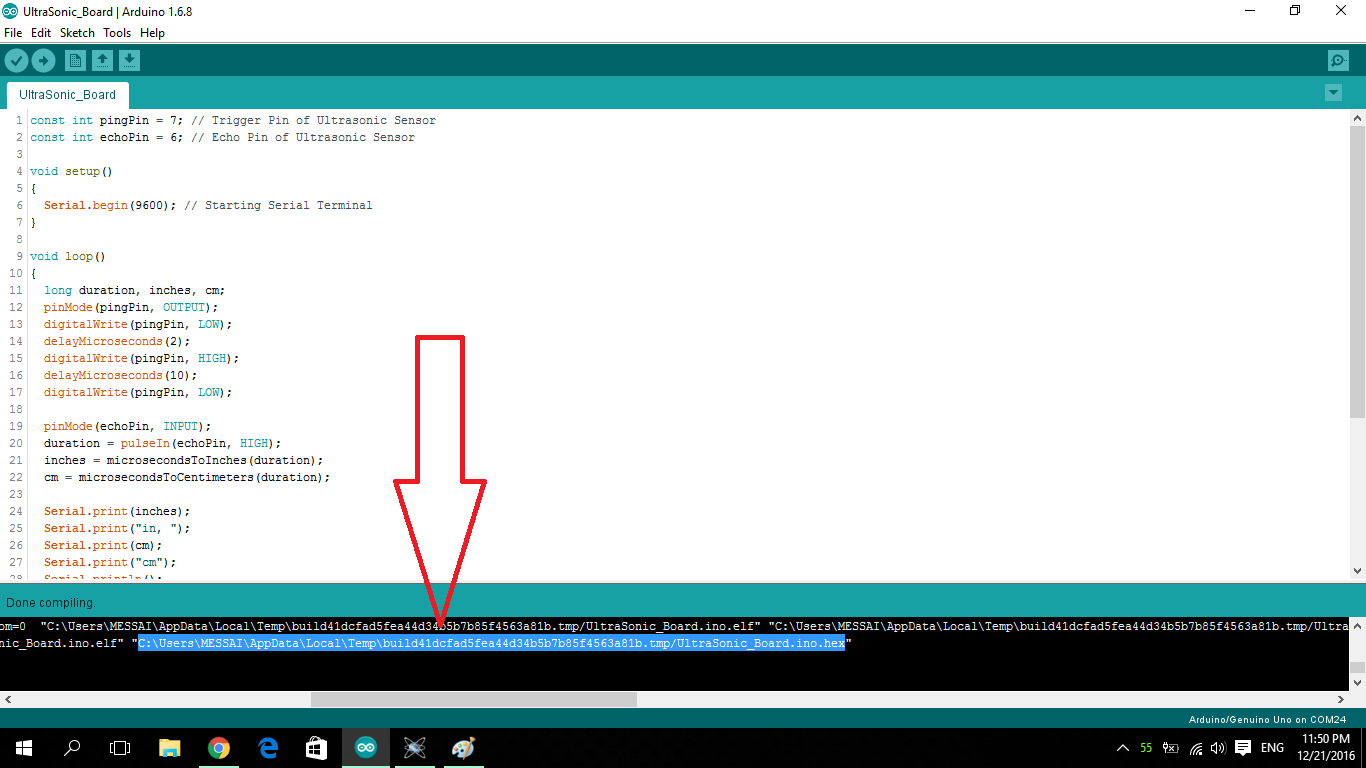 UltraSonic_Board | Arduino 1.6.8
File Edit Sketch Tools Help
UltraSonic_Board
1 const int pingPin = 7; // Trigger Pin of Ultrasonic Sensor
2 const int echoPin = 6; // Echo Pin of Ultrasonic Sensor
3
4 void setup()
5 {
6 Serial.begin(9600); // Starting Serial Terminal
7 }
8
9 void loop()
10 {
11 long duration, inches, cm;
12 pinMode(pingPin, OUTPUT);
13 digitalWrite(pingPin, LOW);
14 delayMicroseconds(2);
15 digitalWrite(pingPin, HIGH);
16 delayMicroseconds(10);
17 digitalWrite(pingPin, LOW);
18
19 pinMode(echoPin, INPUT);
20 duration = pulseIn(echoPin, HIGH);
21 inches = microsecondsToInches(duration);
22 cm = microsecondsToCentimeters(duration);
23
24 Serial.print(inches);
25 Serial.print("in, ");
26 Serial.print(cm);
27 Serial.print("cm");
28 Serial.println();
Done compiling.
om=0 "C:\Users\MESSAI\AppData\Local\Temp\build41dcfad5fea44d34b5b7b85f4563a81b.tmp/UltraSonic_Board.ino.elf" "C:\Users\MESSAI\AppData\Local\Temp\build41dcfad5fea44d34b5b7b85f4563a81b.tmp/Ultra
nic_Board.ino.elf" "C:\Users\MESSAI\AppData\Local\Temp\build41dcfad5fea44d34b5b7b85f4563a81b.tmp/UltraSonic_Board.ino.hex"
Arduino/Genuino Uno on COM24
55 ENG
11:50 PM
12/21/2016